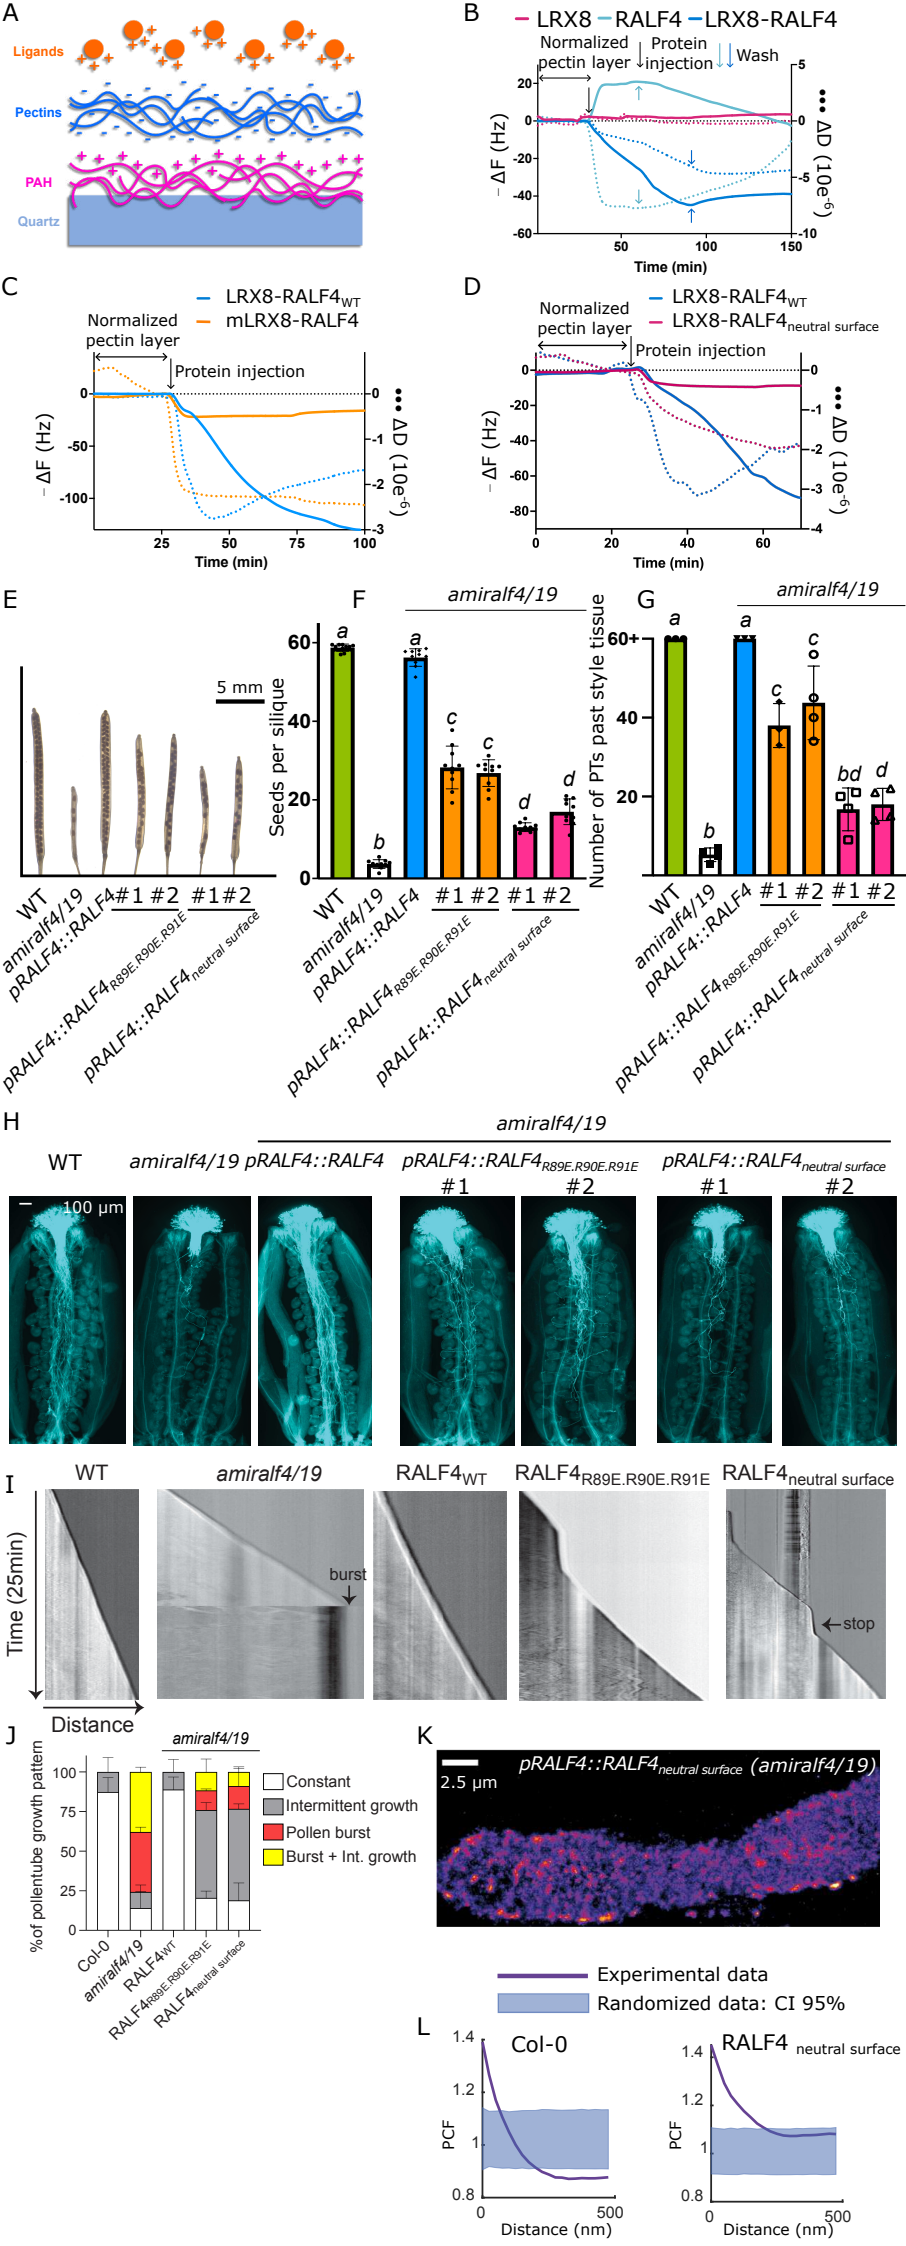 A
Ligands
Pectins
PAH
Quartz
B
LRX8 RALF4 LRX8-RALF4
Normalized pectin layer
Protein injection
Wash
- ΔF (Hz)
20
0
-20
-40
-60
5
0
-5
-10
ΔD (10e-6)
50 100 150
Time (min)
C
LRX8-RALF4WT
mLRX8-RALF4
Normalized pectin layer
Protein injection
- ΔF (Hz)
0
-50
-100
0
-1
-2
-3
ΔD (10e-6)
25 50 75 100
Time (min)
D
LRX8-RALF4WT
LRX8-RALF4neutral surface
Normalized pectin layer
Protein injection
- ΔF (Hz)
0
-20
-40
-60
-80
0
-1
-2
-3
-4
ΔD (10e-6)
0 20 40 60
Time (min)
E
5 mm
WT
amiralf4/19
pRALF4::RALF4
#1 #2
pRALF4::RALF4R89E.R90E.R91E
#1 #2
pRALF4::RALF4neutral surface
F
amiralf4/19
Seeds per silique
60
40
20
0
a
b
a
c
c
d
d
WT
amiralf4/19
pRALF4::RALF4
#1 #2
pRALF4::RALF4R89E.R90E.R91E
#1 #2
pRALF4::RALF4neutral surface
G
amiralf4/19
Number of PTs past style tissue
60+
40
20
a
b
a
c
c
bd
d
WT
amiralf4/19
pRALF4::RALF4
#1 #2
pRALF4::RALF4R89E.R90E.R91E
#1 #2
pRALF4::RALF4neutral surface
H
amiralf4/19
WT
amiralf4/19
pRALF4::RALF4
pRALF4::RALF4R89E.R90E.R91E
pRALF4::RALF4neutral surface
#1 #2 #1 #2
100 µm
I
WT
amiralf4/19
RALF4WT
RALF4R89E.R90E.R91E
RALF4neutral surface
Time (25min)
burst
stop
Distance
J
amiralf4/19
%of pollentube growth pattern
100
75
50
25
0
Constant
Intermittent growth
Pollen burst
Burst + Int. growth
Col-0
amiralf4/19
RALF4WT
RALF4R89E.R90E.R91E
RALF4neutral surface
K
2.5 µm
pRALF4::RALF4neutral surface (amiralf4/19)
Experimental data
Randomized data: CI 95%
L
Col-0
PCF
1.4
1.2
1
0.8
0 500
Distance (nm)
RALF4 neutral surface
PCF
1.4
1.2
1
0.8
0 500
Distance (nm)